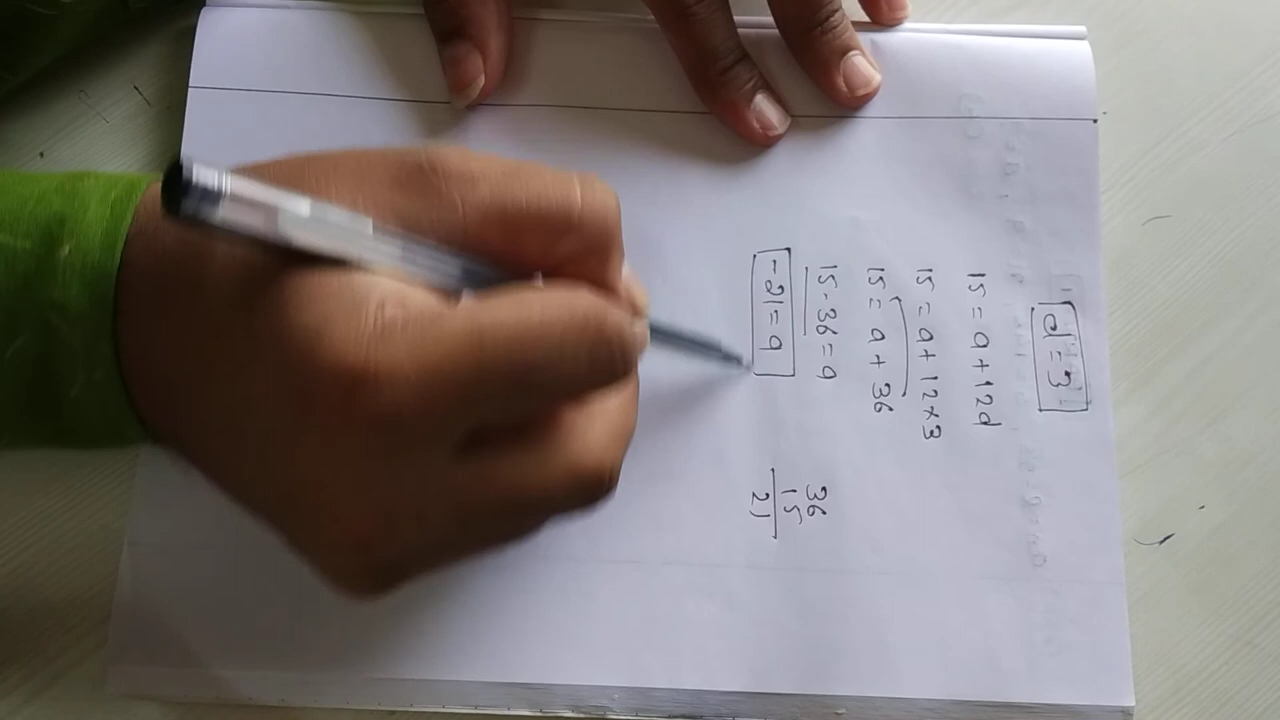 d = 3
15 = a + 12d
15 = a + 12 × 3
15 = a + 36
15 - 36 = a
-21 = a
36
15
21